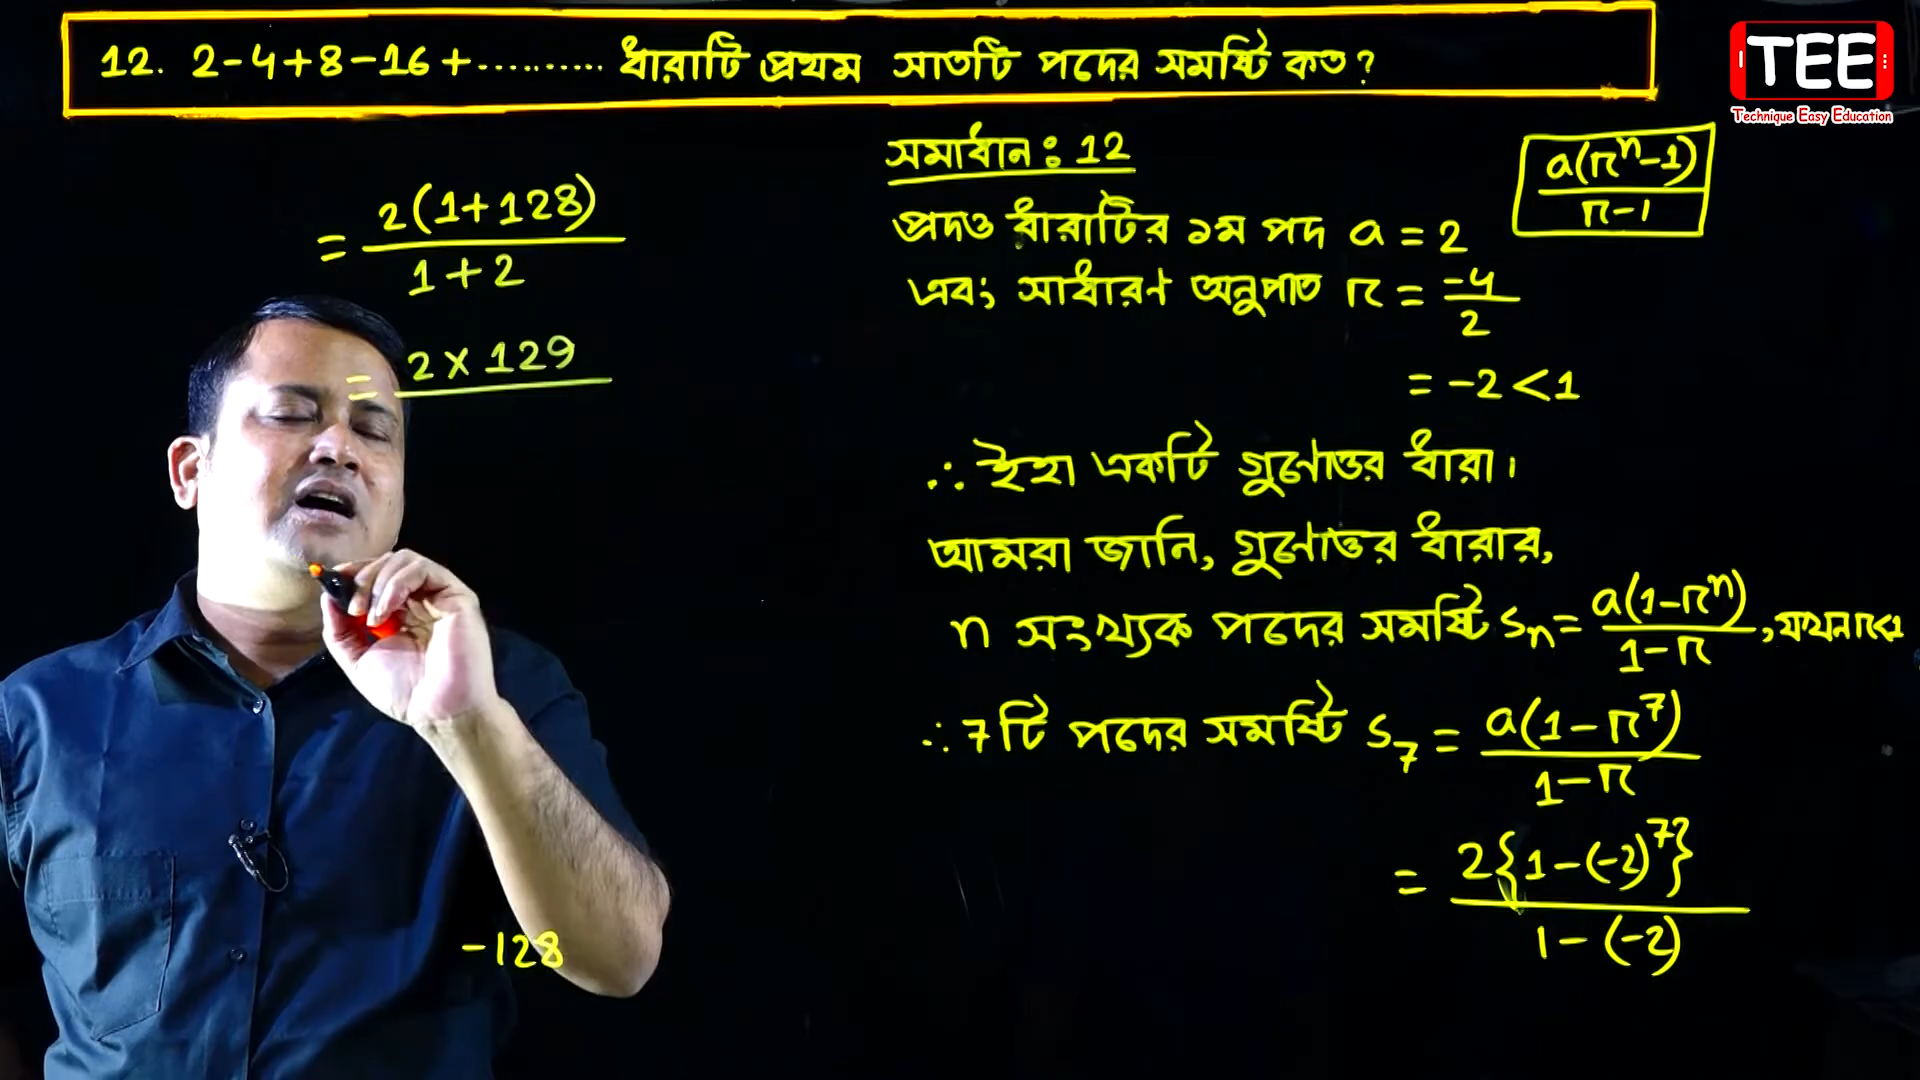 12. 2-4+8-16+.......... ধারাটি প্রথম সাতটি পদের সমষ্টি কত?
TEE
Technique Easy Education
সমাধান : 12
a(r^n-1)/r-1
প্রদত্ত ধারাটির ১ম পদ a = 2
এবং সাধারণ অনুপাত r = -4/2
= -2 < 1
∴ ইহা একটি গুণোত্তর ধারা।
আমরা জানি, গুণোত্তর ধারার,
n সংখ্যক পদের সমষ্টি S_n = a(1-r^n)/1-r, যখন r<1
∴ 7টি পদের সমষ্টি S_7 = a(1-r^7)/1-r
= 2{1-(-2)^7}/1-(-2)
= 2(1+128)/1+2
= 2 × 129
-128